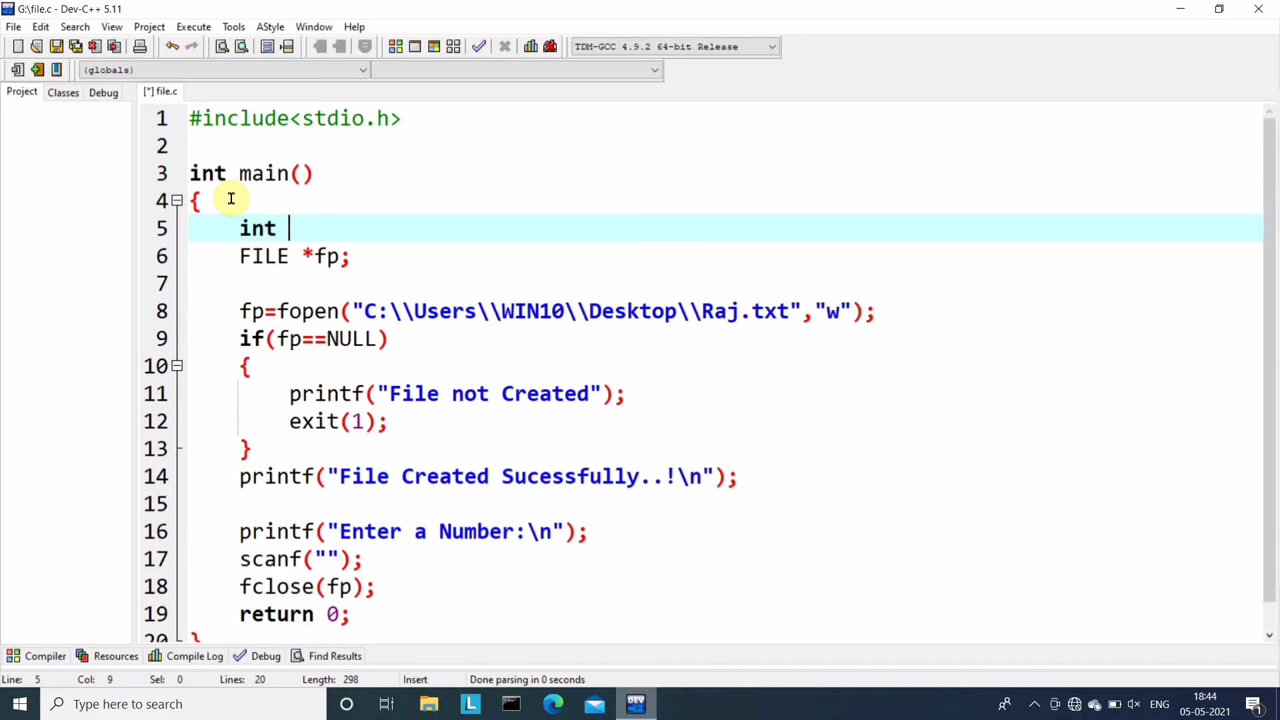 G:\file.c - Dev-C++ 5.11
File Edit Search View Project Execute Tools AStyle Window Help
TDM-GCC 4.9.2 64-bit Release
(globals)
Project Classes Debug [*] file.c
1 #include<stdio.h>
2
3 int main()
4 {
5 int
6 FILE *fp;
7
8 fp=fopen("C:\\Users\\WIN10\\Desktop\\Raj.txt","w");
9 if(fp==NULL)
10 {
11 printf("File not Created");
12 exit(1);
13 }
14 printf("File Created Sucessfully..!\n");
15
16 printf("Enter a Number:\n");
17 scanf("");
18 fclose(fp);
19 return 0;
20 }
Compiler Resources Compile Log Debug Find Results
Line: 5 Col: 9 Sel: 0 Lines: 20 Length: 298 Insert Done parsing in 0 seconds
Type here to search L DEV ENG 18:44
05-05-2021 1